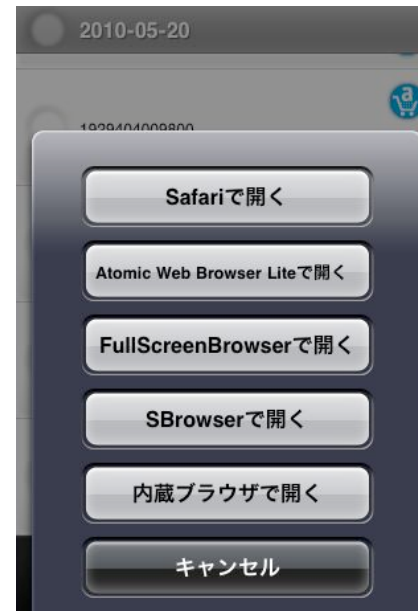 2010-05-20
1929404009800
Safariで開く
Atomic Web Browser Liteで開く
FullScreenBrowserで開く
SBrowserで開く
内蔵ブラウザで開く
キャンセル